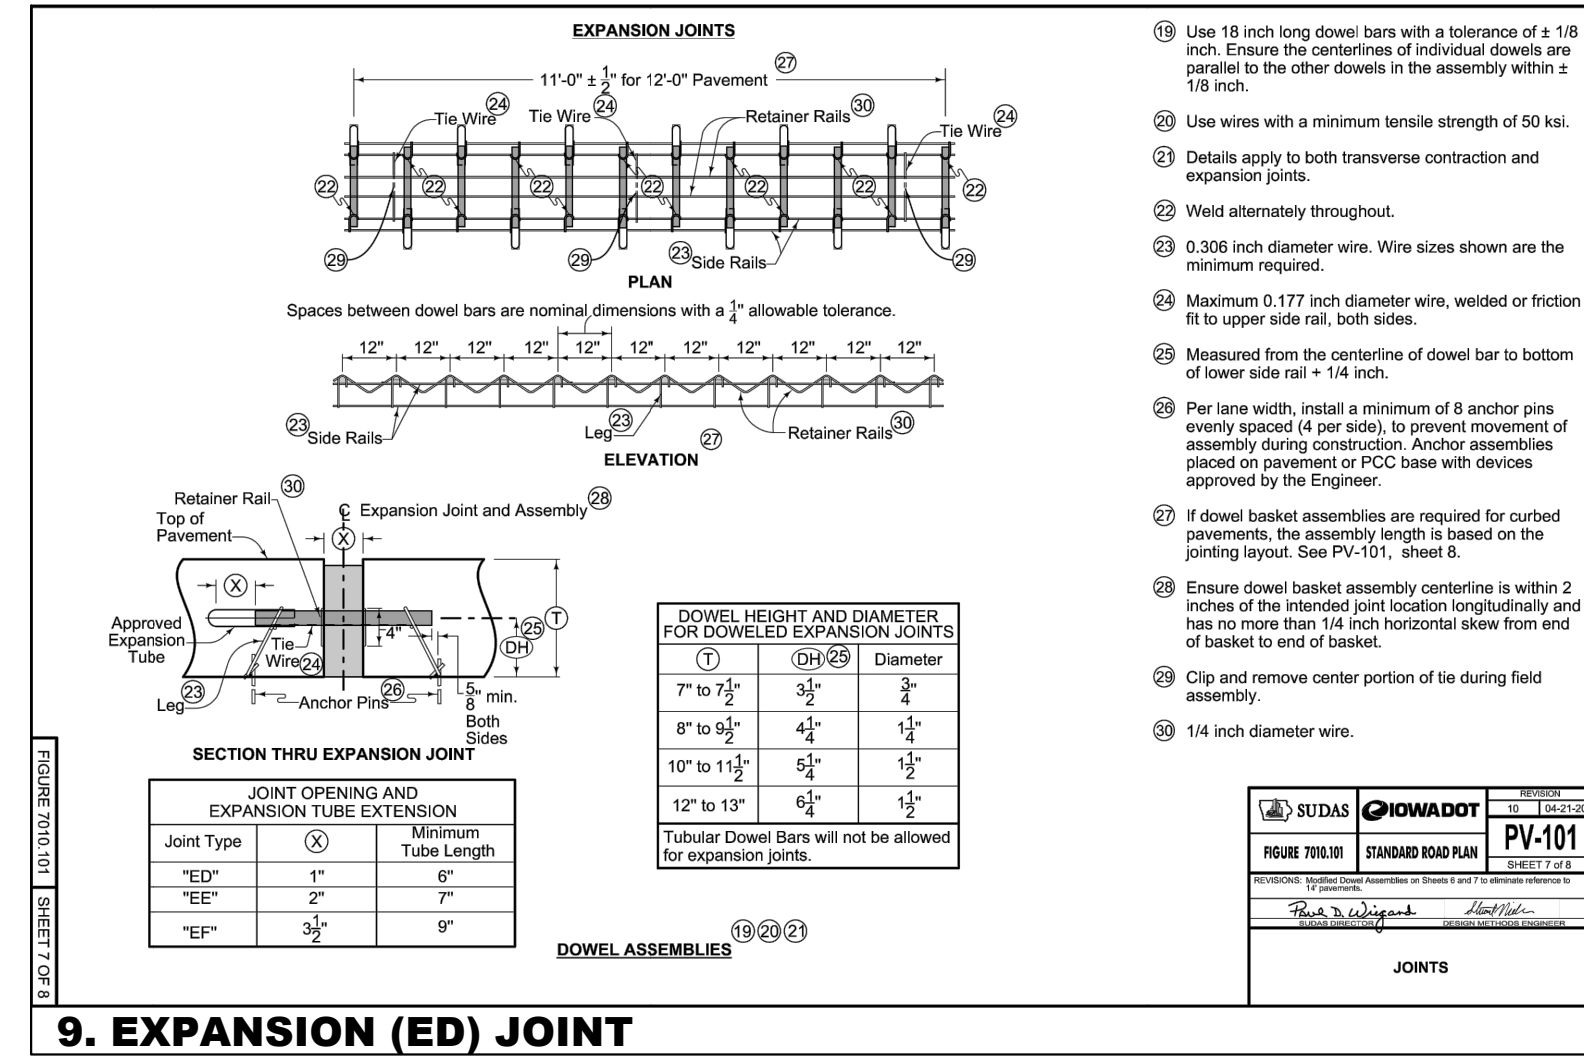 EXPANSION JOINTS
27
11'-0" ± 1/2" for 12'-0" Pavement
24
Tie Wire
24
Tie Wire
30
Retainer Rails
24
Tie Wire
22 22 22 22 22 22 22
29 29 23 29
Side Rails
PLAN
Spaces between dowel bars are nominal dimensions with a 1/4" allowable tolerance.
12" 12" 12" 12" 12" 12" 12" 12" 12" 12" 12"
23
Side Rails
23
Leg
30
Retainer Rails
27
ELEVATION
30
Retainer Rail
Top of
Pavement
℄ Expansion Joint and Assembly
28
X
X
Approved
Expansion
Tube
Tie
Wire 24
4"
25
DH
T
23
Leg
Anchor Pins
26
5/8" min.
Both
Sides
SECTION THRU EXPANSION JOINT
JOINT OPENING AND
EXPANSION TUBE EXTENSION
Joint Type X Minimum
Tube Length
"ED" 1" 6"
"EE" 2" 7"
"EF" 3 1/2" 9"
DOWEL HEIGHT AND DIAMETER
FOR DOWELED EXPANSION JOINTS
T DH 25 Diameter
7" to 7 1/2" 3 1/2" 3/4"
8" to 9 1/2" 4 1/4" 1 1/4"
10" to 11 1/2" 5 1/4" 1 1/2"
12" to 13" 6 1/4" 1 1/2"
Tubular Dowel Bars will not be allowed
for expansion joints.
DOWEL ASSEMBLIES
19 20 21
19 Use 18 inch long dowel bars with a tolerance of ± 1/8
inch. Ensure the centerlines of individual dowels are
parallel to the other dowels in the assembly within ±
1/8 inch.
20 Use wires with a minimum tensile strength of 50 ksi.
21 Details apply to both transverse contraction and
expansion joints.
22 Weld alternately throughout.
23 0.306 inch diameter wire. Wire sizes shown are the
minimum required.
24 Maximum 0.177 inch diameter wire, welded or friction
fit to upper side rail, both sides.
25 Measured from the centerline of dowel bar to bottom
of lower side rail + 1/4 inch.
26 Per lane width, install a minimum of 8 anchor pins
evenly spaced (4 per side), to prevent movement of
assembly during construction. Anchor assemblies
placed on pavement or PCC base with devices
approved by the Engineer.
27 If dowel basket assemblies are required for curbed
pavements, the assembly length is based on the
jointing layout. See PV-101, sheet 8.
28 Ensure dowel basket assembly centerline is within 2
inches of the intended joint location longitudinally and
has no more than 1/4 inch horizontal skew from end
of basket to end of basket.
29 Clip and remove center portion of tie during field
assembly.
30 1/4 inch diameter wire.
SUDAS
IOWADOT
REVISION
10 04-21-20
PV-101
SHEET 7 of 8
FIGURE 7010.101
STANDARD ROAD PLAN
REVISIONS: Modified Dowel Assemblies on Sheets 6 and 7 to eliminate reference to
14' pavements.
Paul D. Wiegand
SUDAS DIRECTOR
DESIGN METHODS ENGINEER
JOINTS
FIGURE 7010.101
SHEET 7 OF 8
9. EXPANSION (ED) JOINT